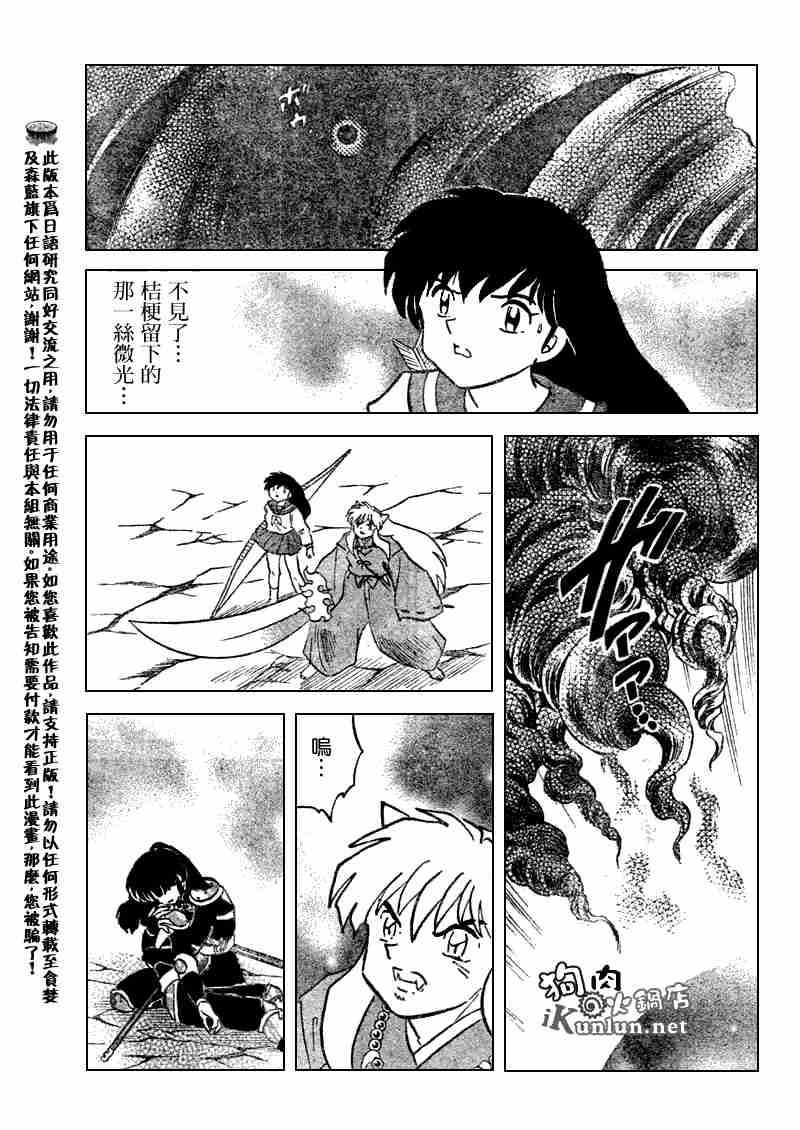 ボウ
不見了…
桔梗留下的
那一絲微光…
ザアアア…
嗚…
狗肉火鍋店
iKunlun.net
此版本爲日語研究同好交流之用，請勿用于任何商業用途。如您喜歡此作品，請支持正版！請勿以任何形式轉載至貪婪
及森藍旗下任何網站，謝謝！一切法律責任與本組無關。如果您被告知需要付款才能看到此漫畫，那麽，您被騙了！